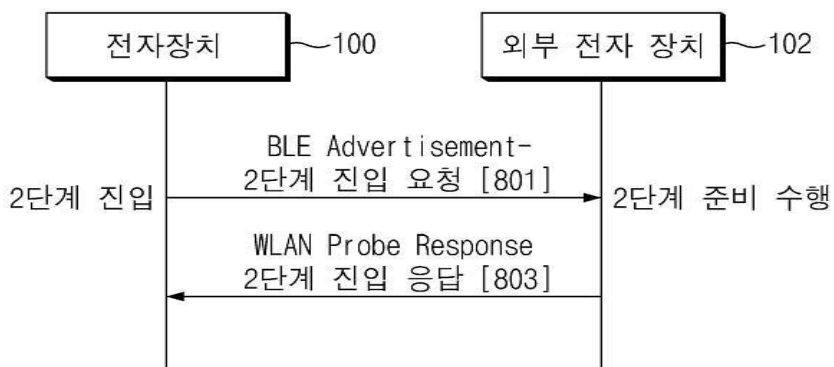 전자장치
100
외부 전자 장치
102
BLE Advertisement-
2단계 진입 요청 [801]
2단계 진입
2단계 준비 수행
WLAN Probe Response
2단계 진입 응답 [803]